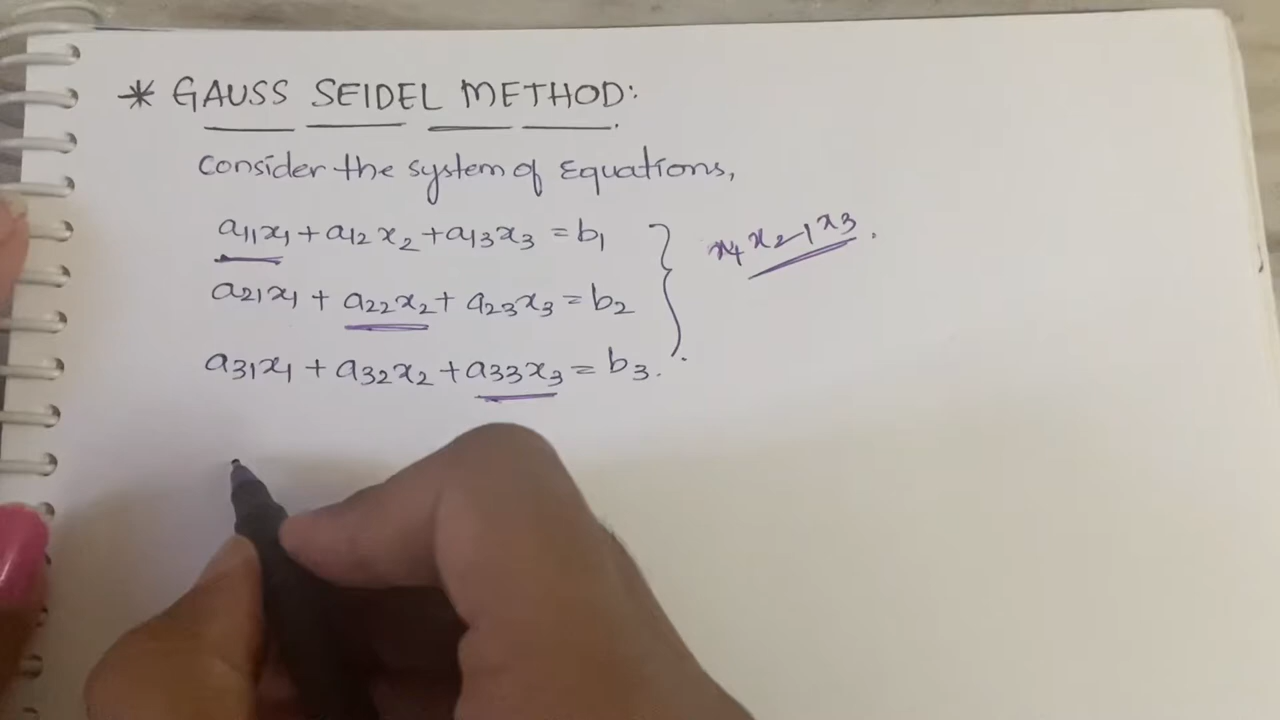 * GAUSS SEIDEL METHOD:
Consider the system of Equations,
a11x1 + a12x2 + a13x3 = b1
x1, x2, x3.
a21x1 + a22x2 + a23x3 = b2
a31x1 + a32x2 + a33x3 = b3.